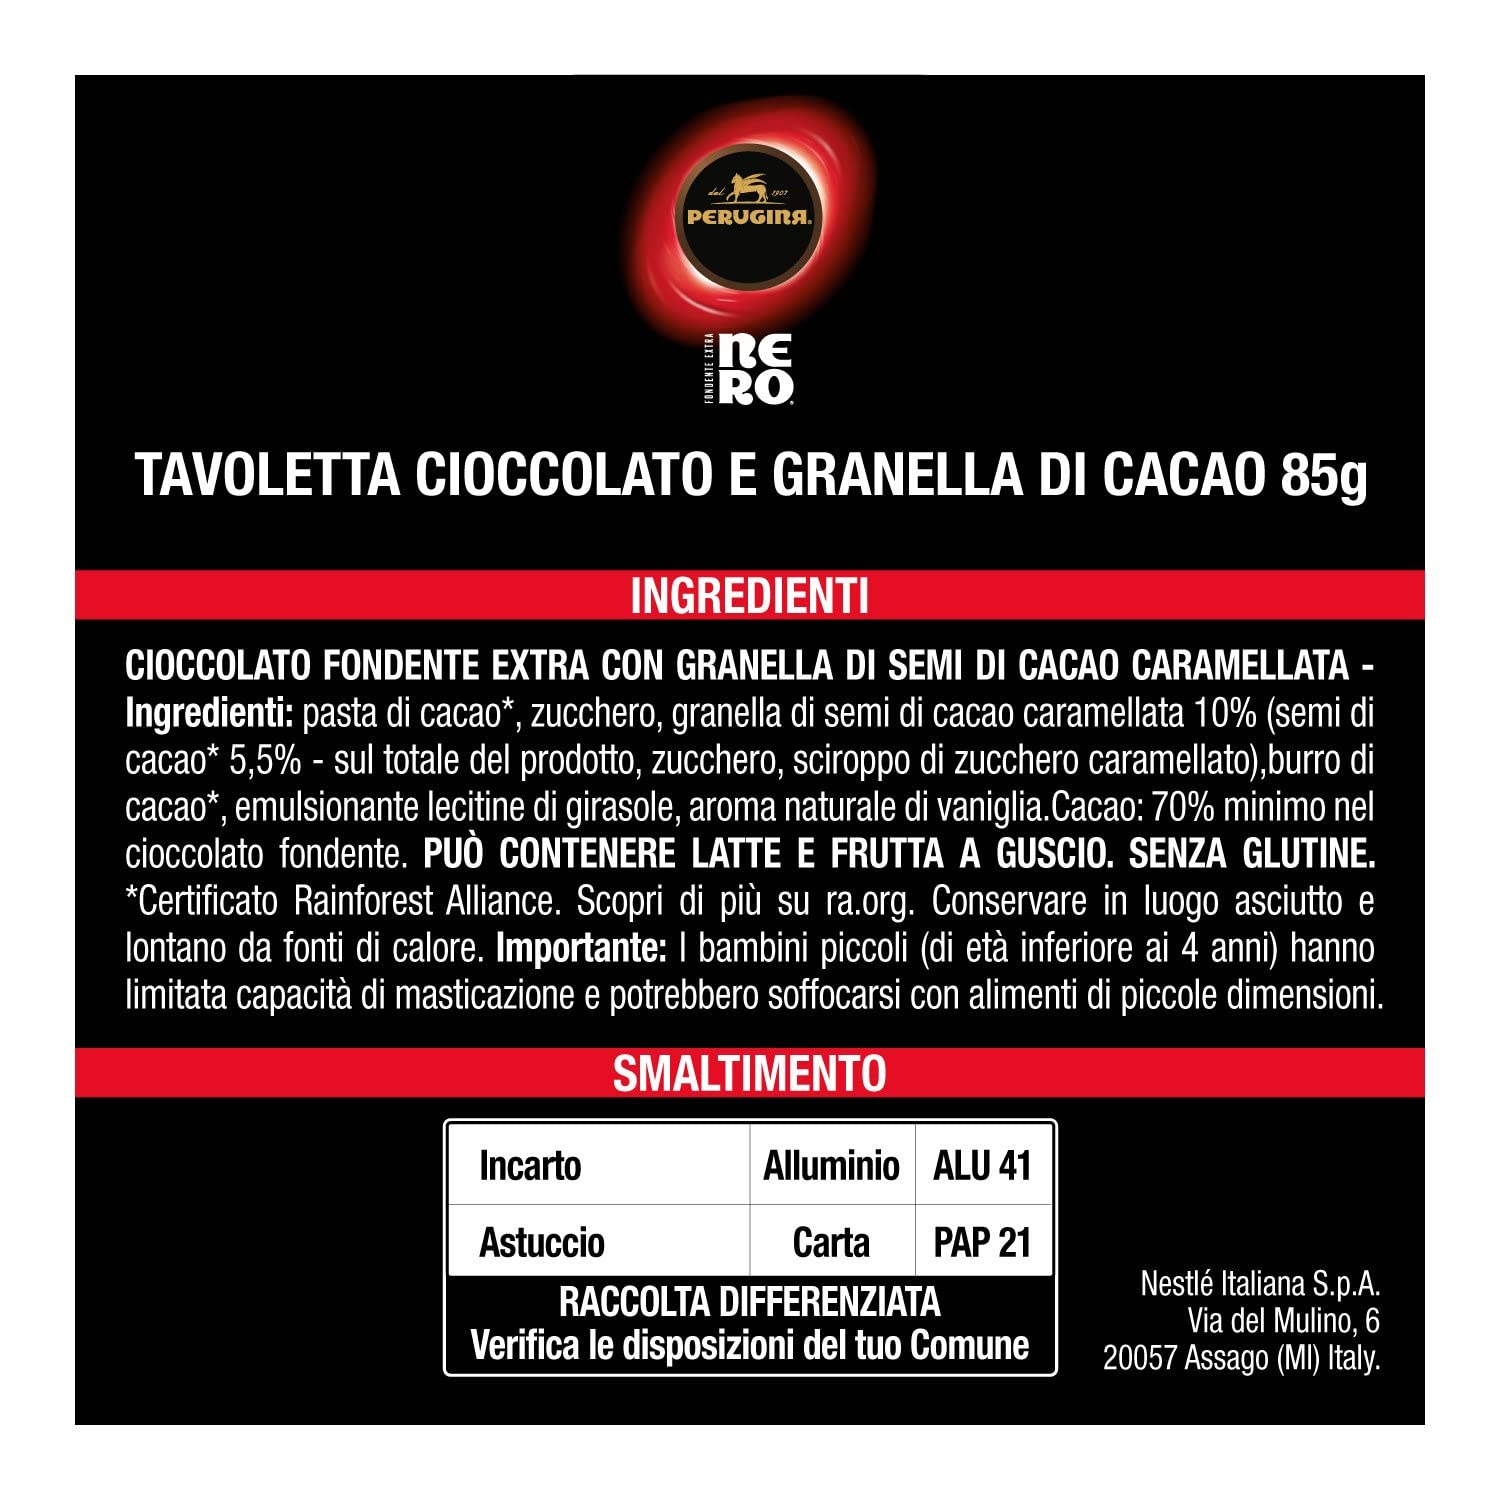 dal 1907
PERUGINA®
FONDENTE EXTRA
NERO®
TAVOLETTA CIOCCOLATO E GRANELLA DI CACAO 85g
INGREDIENTI
CIOCCOLATO FONDENTE EXTRA CON GRANELLA DI SEMI DI CACAO CARAMELLATA -
Ingredienti: pasta di cacao*, zucchero, granella di semi di cacao caramellata 10% (semi di
cacao* 5,5% - sul totale del prodotto, zucchero, sciroppo di zucchero caramellato),burro di
cacao*, emulsionante lecitine di girasole, aroma naturale di vaniglia.Cacao: 70% minimo nel
cioccolato fondente. PUÒ CONTENERE LATTE E FRUTTA A GUSCIO. SENZA GLUTINE.
*Certificato Rainforest Alliance. Scopri di più su ra.org. Conservare in luogo asciutto e
lontano da fonti di calore. Importante: I bambini piccoli (di età inferiore ai 4 anni) hanno
limitata capacità di masticazione e potrebbero soffocarsi con alimenti di piccole dimensioni.
SMALTIMENTO
Incarto Alluminio ALU 41
Astuccio Carta PAP 21
RACCOLTA DIFFERENZIATA
Verifica le disposizioni del tuo Comune
Nestlé Italiana S.p.A.
Via del Mulino, 6
20057 Assago (MI) Italy.